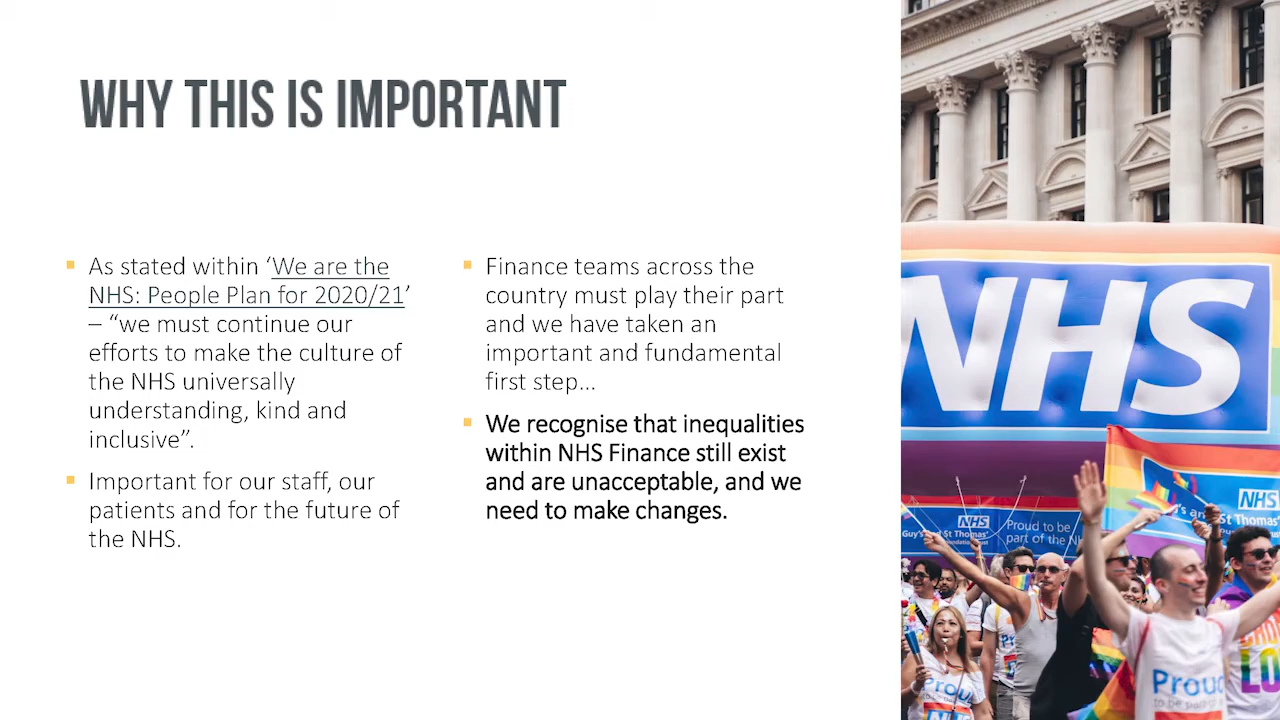 WHY THIS IS IMPORTANT
As stated within ‘We are the
NHS: People Plan for 2020/21’
– “we must continue our
efforts to make the culture of
the NHS universally
understanding, kind and
inclusive”.
Important for our staff, our
patients and for the future of
the NHS.
Finance teams across the
country must play their part
and we have taken an
important and fundamental
first step...
We recognise that inequalities
within NHS Finance still exist
and are unacceptable, and we
need to make changes.
NHS
NHS
St Thomas'
NHS
Guy's and St Thomas'
Proud to be
part of the
Proud
to be
NHS